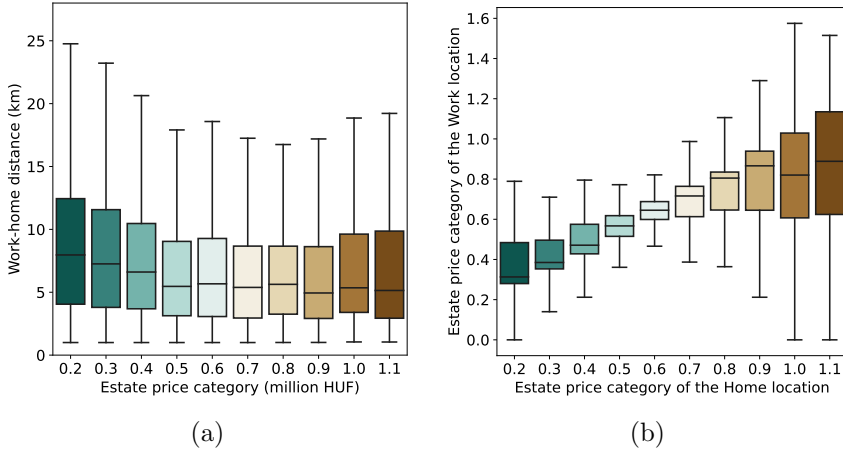 25
20
15
10
5
0
Work-home distance (km)
0.2 0.3 0.4 0.5 0.6 0.7 0.8 0.9 1.0 1.1
Estate price category (million HUF)
(a)
1.6
1.4
1.2
1.0
0.8
0.6
0.4
0.2
0.0
Estate price category of the Work location
0.2 0.3 0.4 0.5 0.6 0.7 0.8 0.9 1.0 1.1
Estate price category of the Home location
(b)